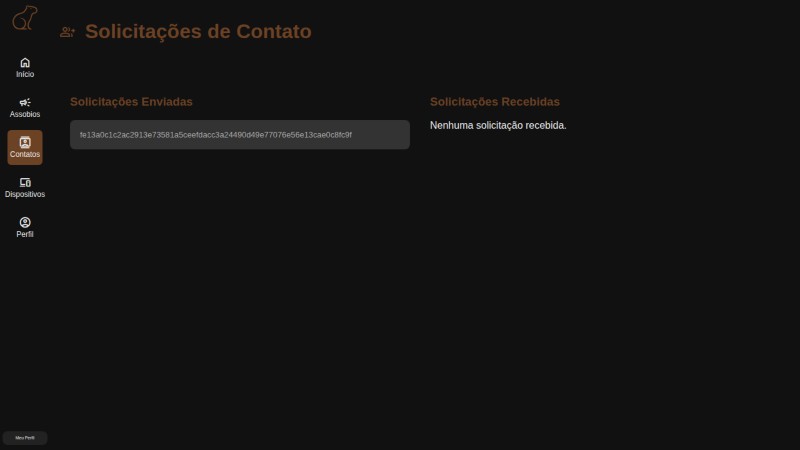 Solicitações de Contato
Início
Assobios
Contatos
Dispositivos
Perfil
Solicitações Enviadas
fe13a0c1c2ac2913e73581a5ceefdacc3a24490d49e77076e56e13cae0c8fc9f
Solicitações Recebidas
Nenhuma solicitação recebida.
Meu Perfil